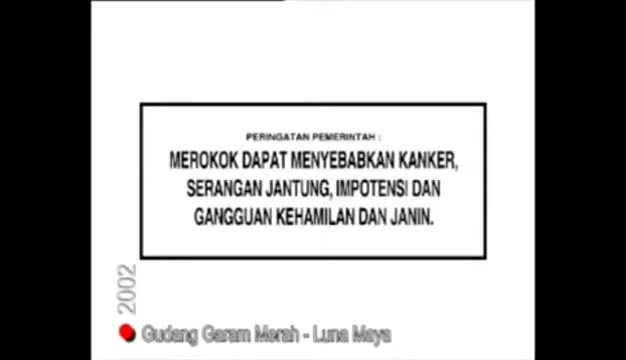 PERINGATAN PEMERINTAH :
MEROKOK DAPAT MENYEBABKAN KANKER,
SERANGAN JANTUNG, IMPOTENSI DAN
GANGGUAN KEHAMILAN DAN JANIN.
2002
Gudang Garam Merah - Luna Maya